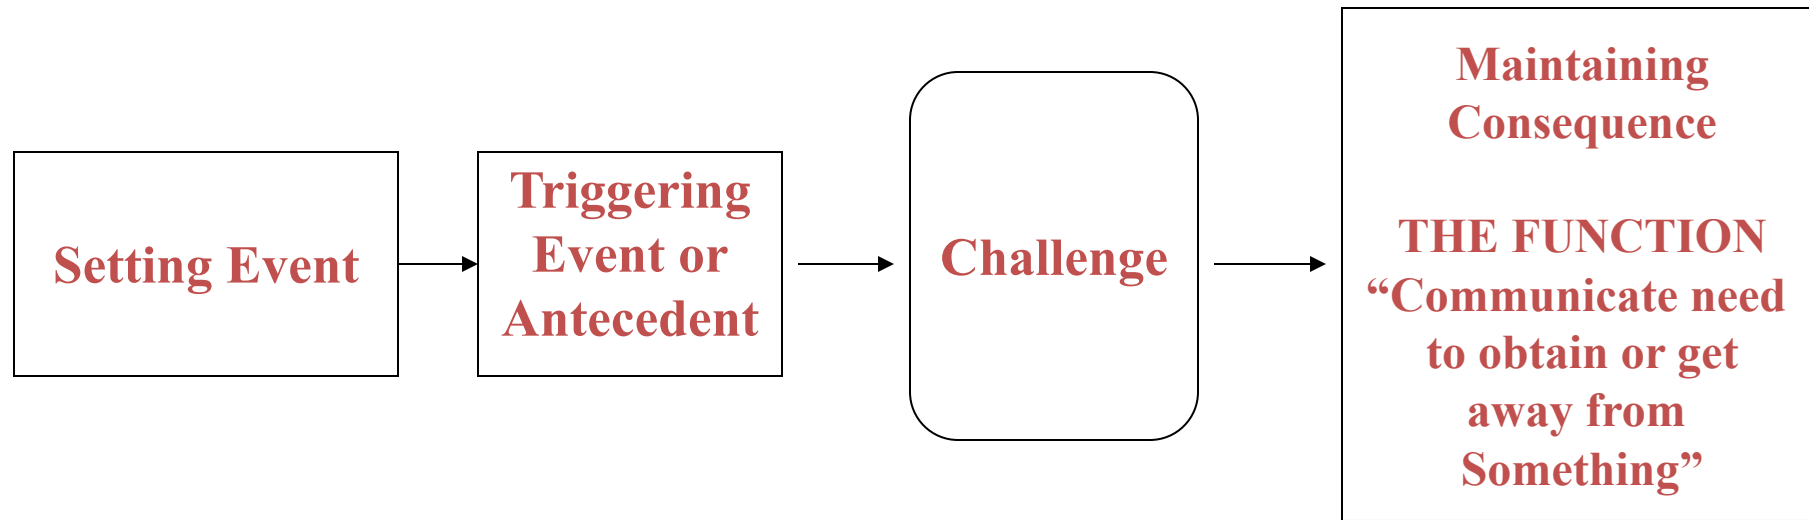 Setting Event
Triggering
Event or
Antecedent
Challenge
Maintaining
Consequence
THE FUNCTION
“Communicate need
to obtain or get
away from
Something”